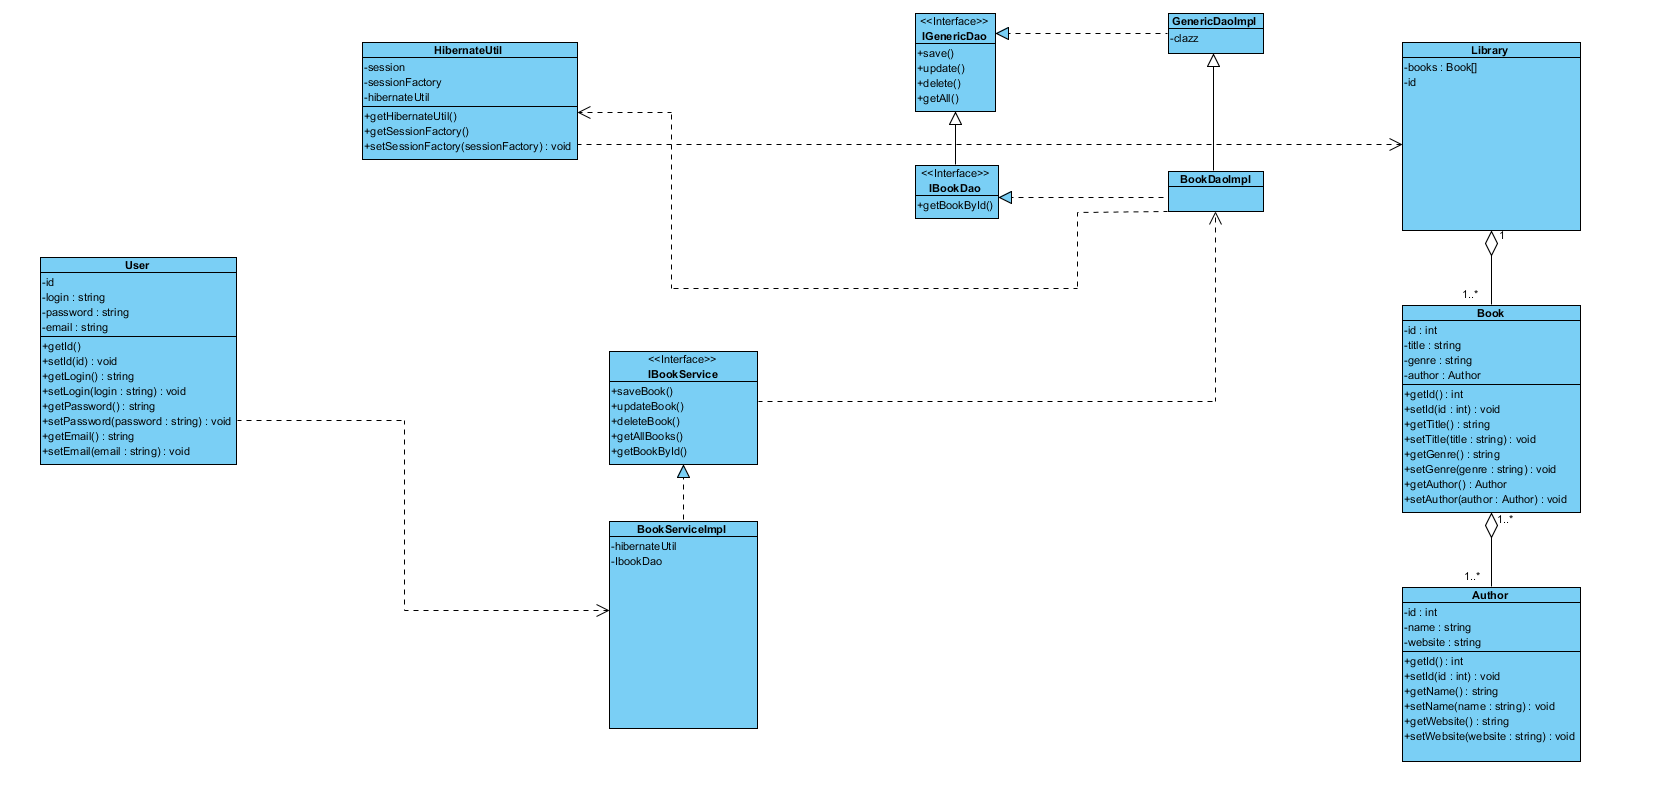 HibernateUtil
-session
-sessionFactory
-hibernateUtil
+getHibernateUtil()
+getSessionFactory()
+setSessionFactory(sessionFactory) : void
<<Interface>>
IGenericDao
+save()
+update()
+delete()
+getAll()
GenericDaoImpl
-clazz
Library
-books : Book[]
-id
<<Interface>>
IBookDao
+getBookById()
BookDaoImpl
1
1..*
User
-id
-login : string
-password : string
-email : string
+getId()
+setId(id) : void
+getLogin() : string
+setLogin(login : string) : void
+getPassword() : string
+setPassword(password : string) : void
+getEmail() : string
+setEmail(email : string) : void
<<Interface>>
IBookService
+saveBook()
+updateBook()
+deleteBook()
+getAllBooks()
+getBookById()
BookServiceImpl
-hibernateUtil
-IbookDao
Book
-id : int
-title : string
-genre : string
-author : Author
+getId() : int
+setId(id : int) : void
+getTitle() : string
+setTitle(title : string) : void
+getGenre() : string
+setGenre(genre : string) : void
+getAuthor() : Author
+setAuthor(author : Author) : void
1..*
1..*
Author
-id : int
-name : string
-website : string
+getId() : int
+setId(id : int) : void
+getName() : string
+setName(name : string) : void
+getWebsite() : string
+setWebsite(website : string) : void